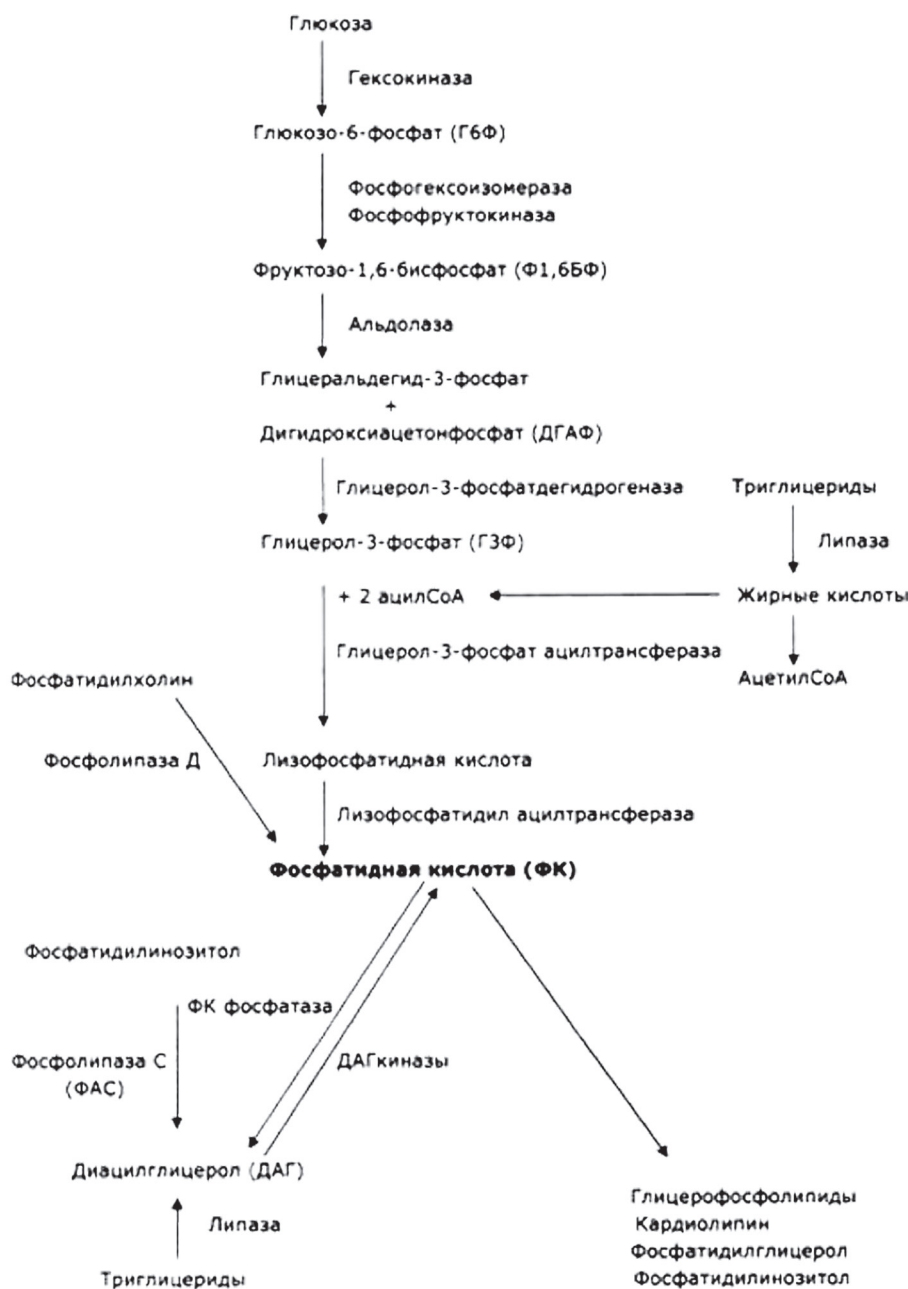 Глюкоза
Гексокиназа
Глюкозо-6-фосфат (Г6Ф)
Фосфогексоизомераза
Фосфофруктокиназа
Фруктозо-1,6-бисфосфат (Ф1,6БФ)
Альдолаза
Глицеральдегид-3-фосфат
+
Дигидроксиацетонфосфат (ДГАФ)
Глицерол-3-фосфатдегидрогеназа
Триглицериды
Глицерол-3-фосфат (Г3Ф)
Липаза
+ 2 ацилСоА
Жирные кислоты
Глицерол-3-фосфат ацилтрансфераза
Фосфатидилхолин
АцетилСоА
Фосфолипаза Д
Лизофосфатидная кислота
Лизофосфатидил ацилтрансфераза
Фосфатидная кислота (ФК)
Фосфатидилинозитол
ФК фосфатаза
Фосфолипаза С
(ФАС)
ДАГкиназы
Диацилглицерол (ДАГ)
Липаза
Триглицериды
Глицерофосфолипиды
Кардиолипин
Фосфатидилглицерол
Фосфатидилинозитол